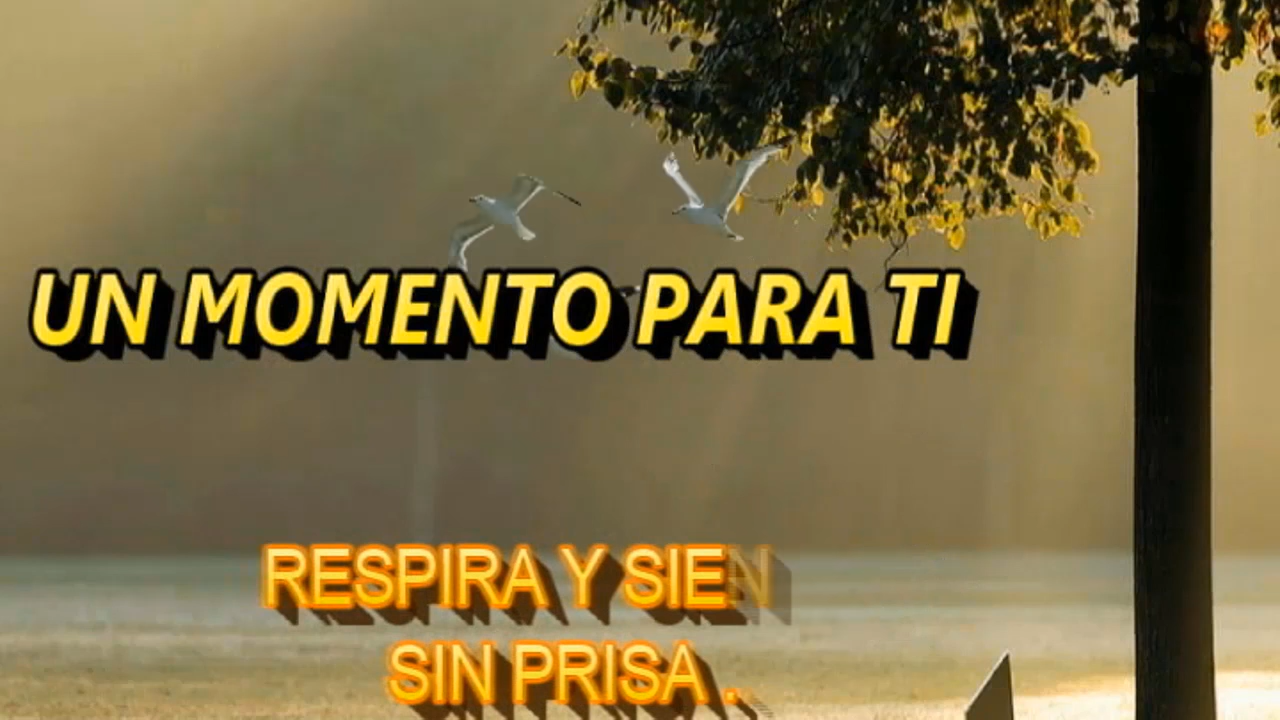 UN MOMENTO PARA TI
RESPIRA Y SIEN
SIN PRISA .